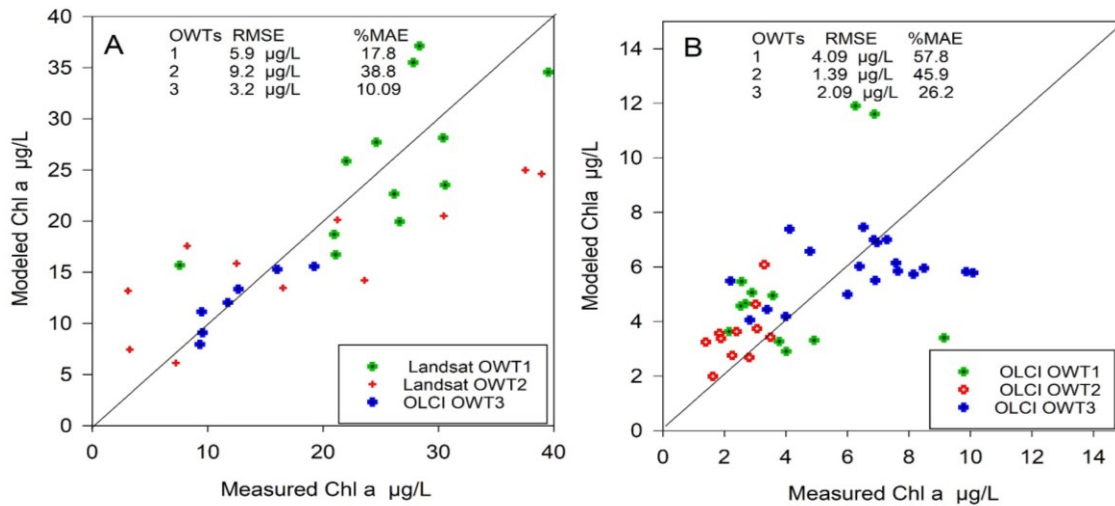 A
OWTs RMSE %MAE
1 5.9 µg/L 17.8
2 9.2 µg/L 38.8
3 3.2 µg/L 10.09
40
35
30
25
20
15
10
5
0
Modeled Chl a µg/L
Landsat OWT1
Landsat OWT2
OLCI OWT3
0 10 20 30 40
Measured Chl a µg/L
B
OWTs RMSE %MAE
1 4.09 µg/L 57.8
2 1.39 µg/L 45.9
3 2.09 µg/L 26.2
14
12
10
8
6
4
2
0
Modeled Chla µg/L
OLCI OWT1
OLCI OWT2
OLCI OWT3
0 2 4 6 8 10 12 14
Measured Chl a µg/L